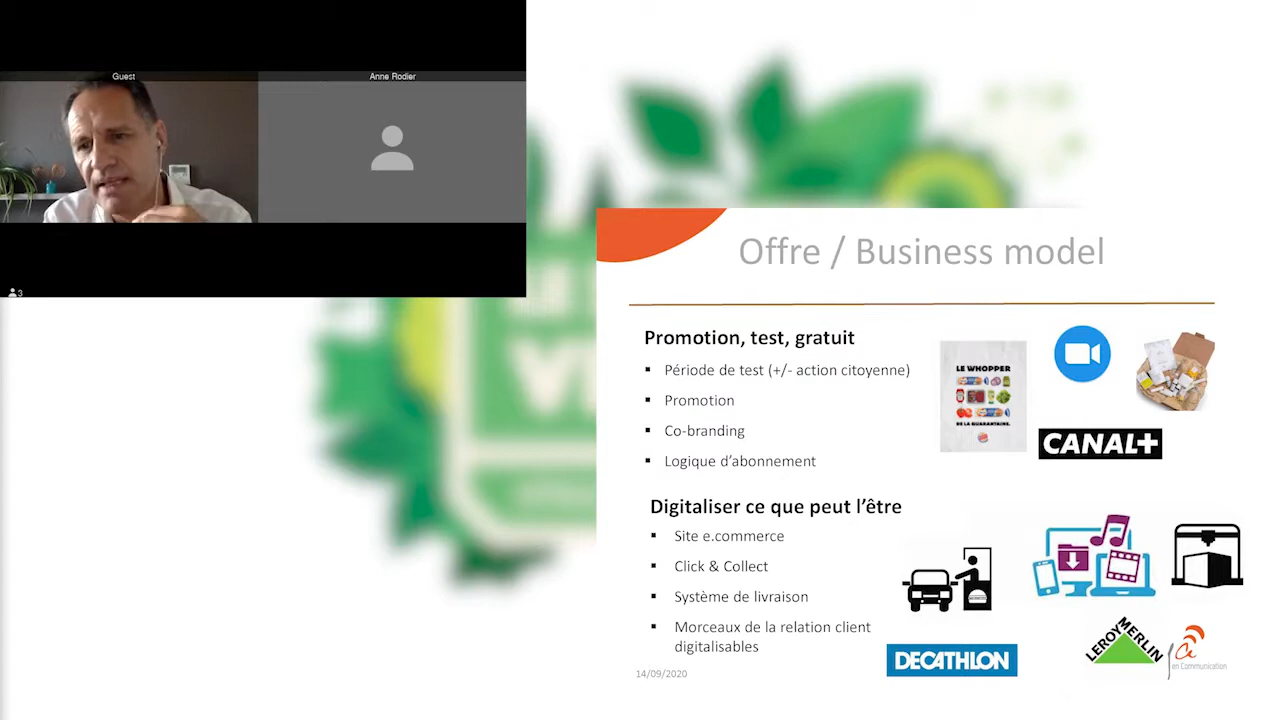 Guest
Anne Rodier
3
Offre / Business model
Promotion, test, gratuit
Période de test (+/- action citoyenne)
Promotion
Co-branding
Logique d'abonnement
LE WHOPPER
DE LA QUARANTAINE.
CANAL+
Digitaliser ce que peut l'être
Site e.commerce
Click & Collect
Système de livraison
Morceaux de la relation client
digitalisables
DECATHLON
LEROY MERLIN
en Communication
14/09/2020